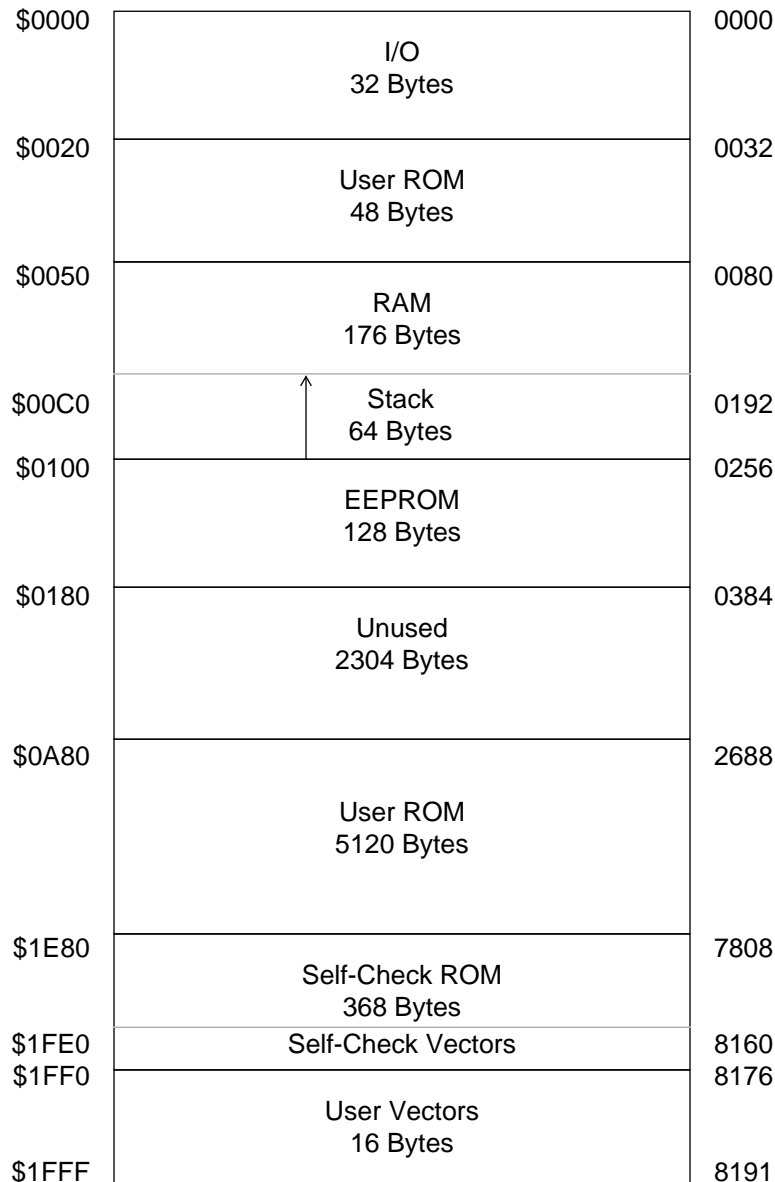 $0000 0000
I/O
32 Bytes
$0020 0032
User ROM
48 Bytes
$0050 0080
RAM
176 Bytes
$00C0 Stack 0192
64 Bytes
$0100 0256
EEPROM
128 Bytes
$0180 0384
Unused
2304 Bytes
$0A80 2688
User ROM
5120 Bytes
$1E80 7808
Self-Check ROM
368 Bytes
$1FE0 Self-Check Vectors 8160
$1FF0 8176
User Vectors
16 Bytes
$1FFF 8191